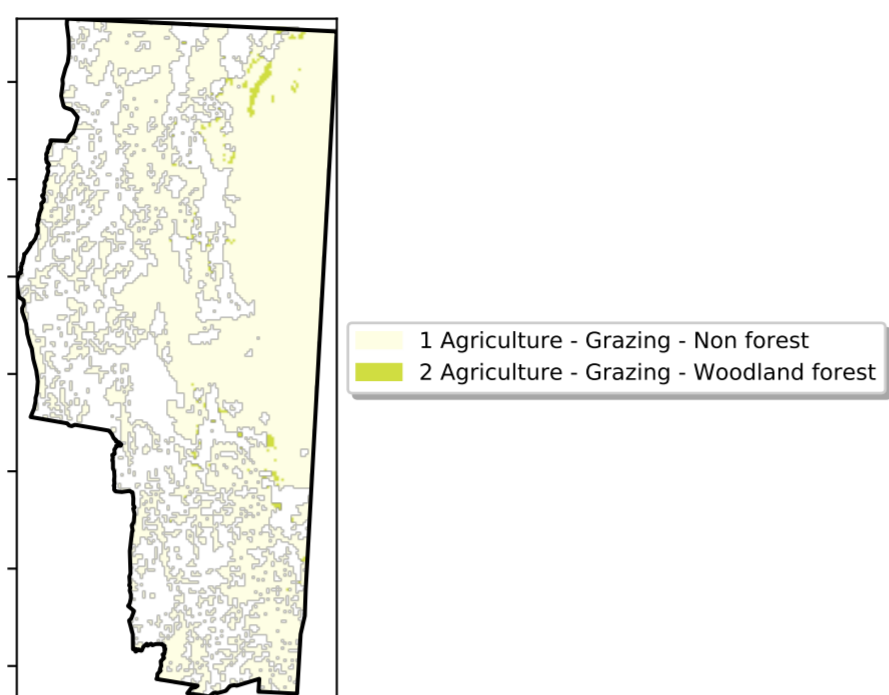 1 Agriculture - Grazing - Non forest
2 Agriculture - Grazing - Woodland forest